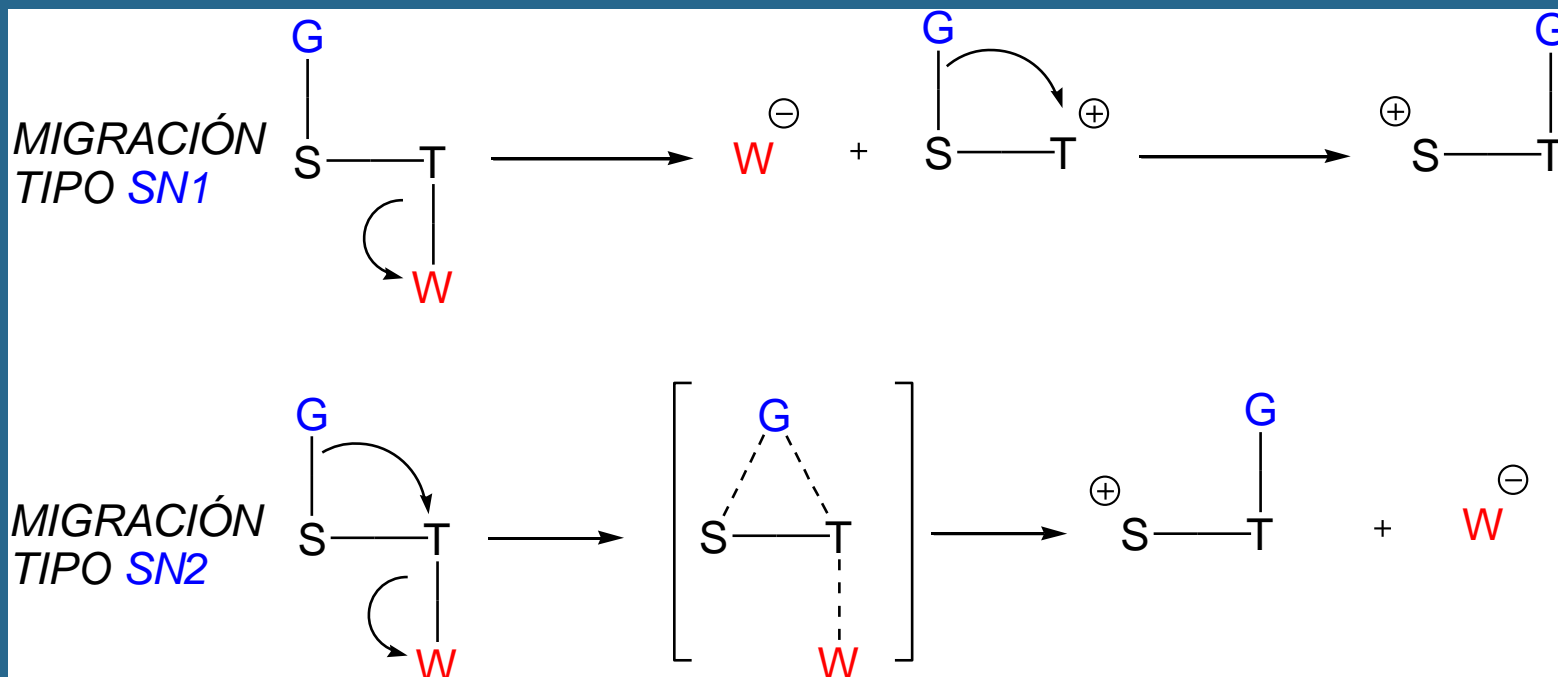 G
MIGRACIÓN
TIPO SN1
S T
W
W ⊖ + G S T ⊕
⊕ S T G
MIGRACIÓN
TIPO SN2
G
S T
W
G
S T
W
⊕ S T G + W ⊖